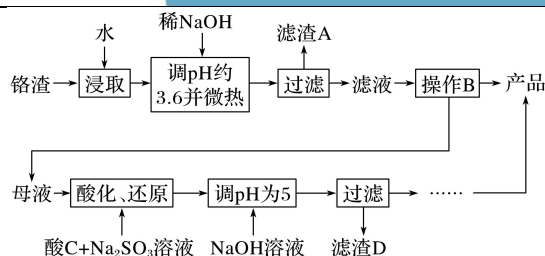 水 稀NaOH 滤渣A
铬渣 浸取 调pH约3.6并微热 过滤 滤液 操作B 产品
母液 酸化、还原 调pH为5 过滤 ……
酸C+Na₂SO₃溶液 NaOH溶液 滤渣D